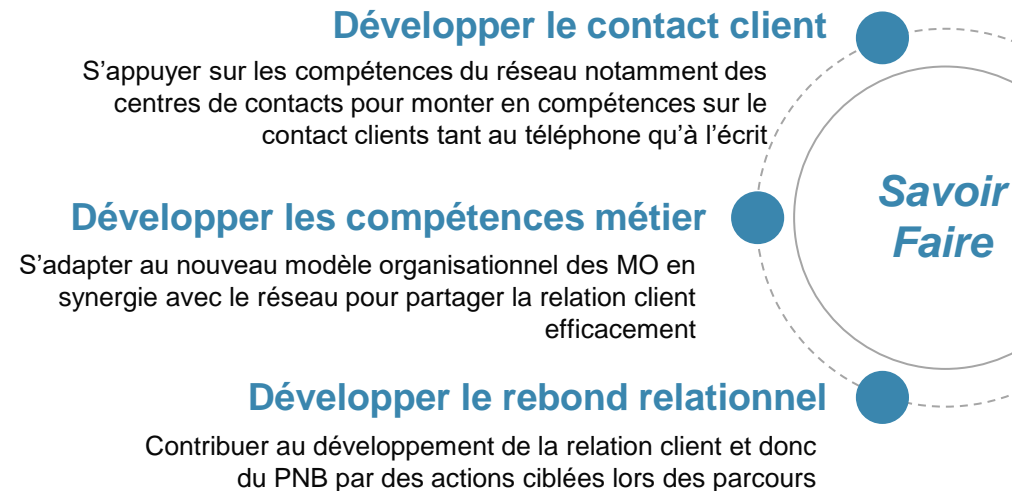 Développer le contact client
S’appuyer sur les compétences du réseau notamment des
centres de contacts pour monter en compétences sur le
contact clients tant au téléphone qu’à l’écrit
Développer les compétences métier
S’adapter au nouveau modèle organisationnel des MO en
synergie avec le réseau pour partager la relation client
efficacement
Développer le rebond relationnel
Contribuer au développement de la relation client et donc
du PNB par des actions ciblées lors des parcours
Savoir
Faire